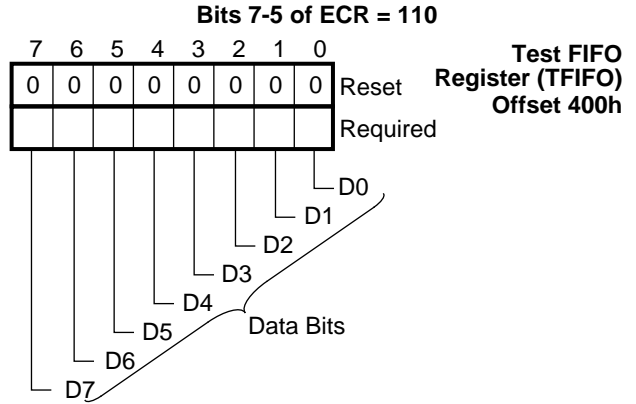 Bits 7-5 of ECR = 110
7 6 5 4 3 2 1 0
Test FIFO
Register (TFIFO)
Offset 400h
0 0 0 0 0 0 0 0 Reset
Required
D0
D1
D2
D3
D4
D5
D6
D7
Data Bits